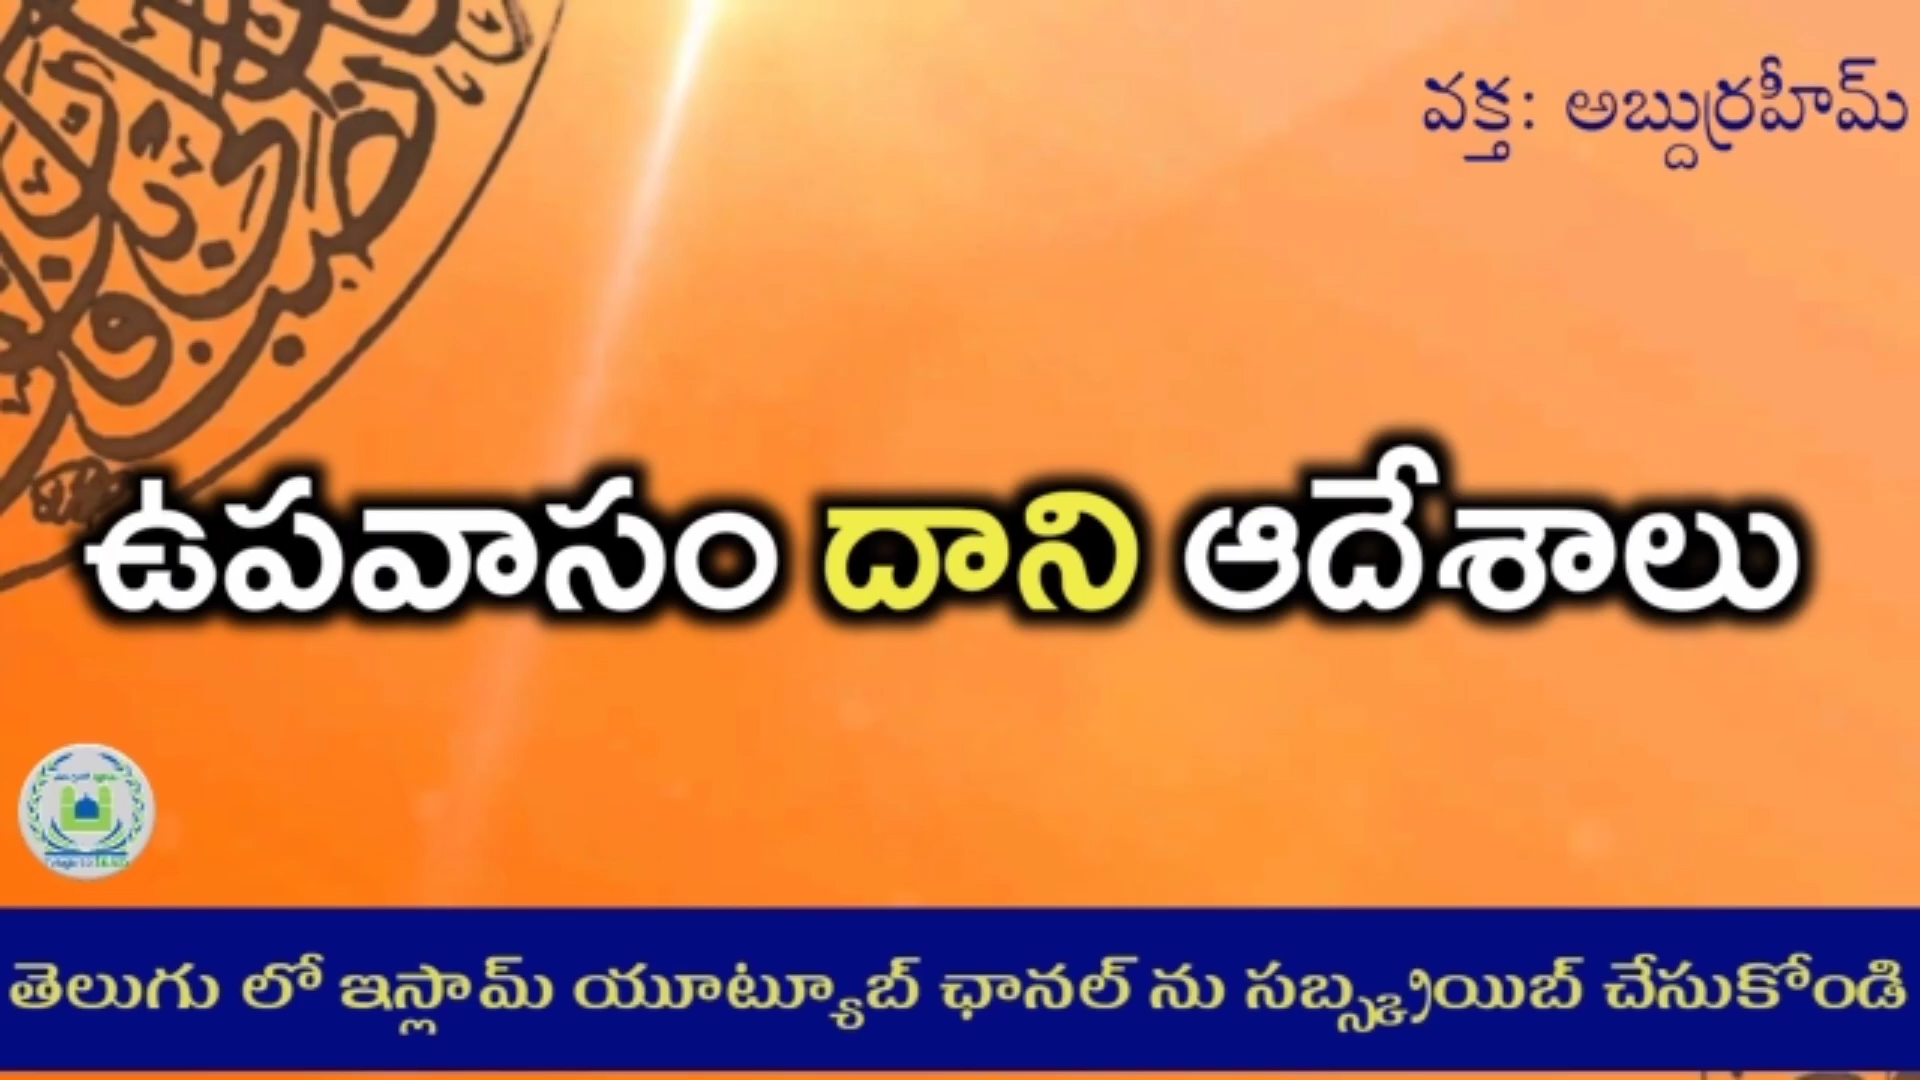 వక్త: అబ్దుర్రహీమ్
ఉపవాసం దాని ఆదేశాలు
తెలుగు లో ఇస్లామ్ యూట్యూబ్ ఛానల్ ను సబ్స్క్రయిబ్ చేసుకోండి